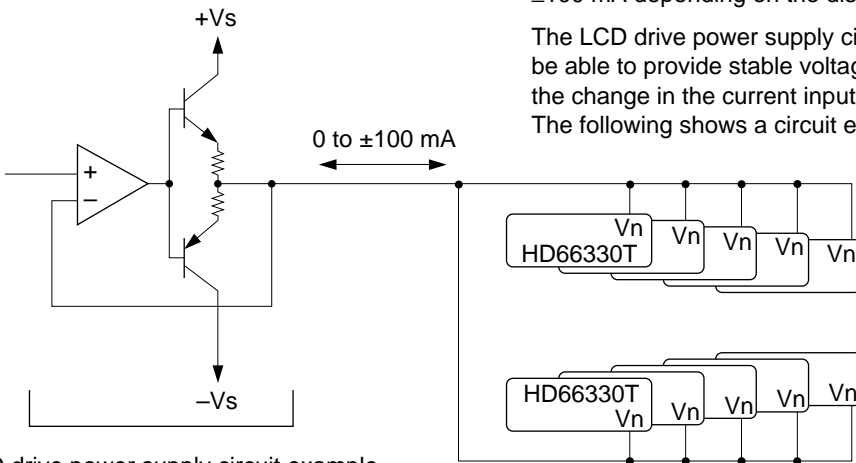 ±100 mA depending on the dis
The LCD drive power supply ci
be able to provide stable voltag
the change in the current input
The following shows a circuit e
+Vs
0 to ±100 mA
+
–
–Vs
Vn
Vn
Vn
Vn
Vn
HD66330T
HD66330T
Vn
Vn
Vn
Vn
Vn
drive power supply circuit example